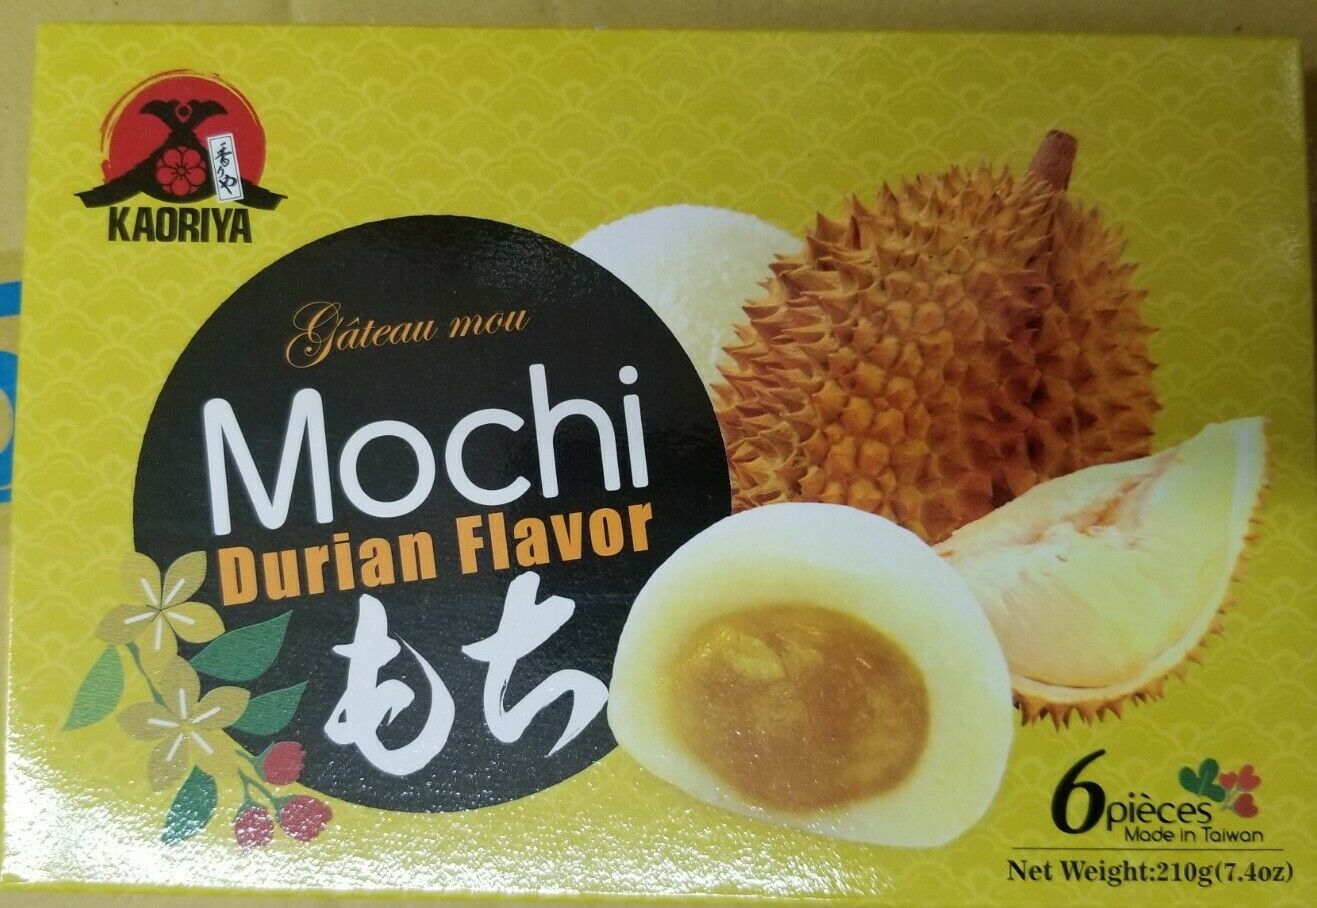 香りや
KAORIYA
Gâteau mou
Mochi
Durian Flavor
もち
6pièces
Made in Taiwan
Net Weight:210g(7.4oz)